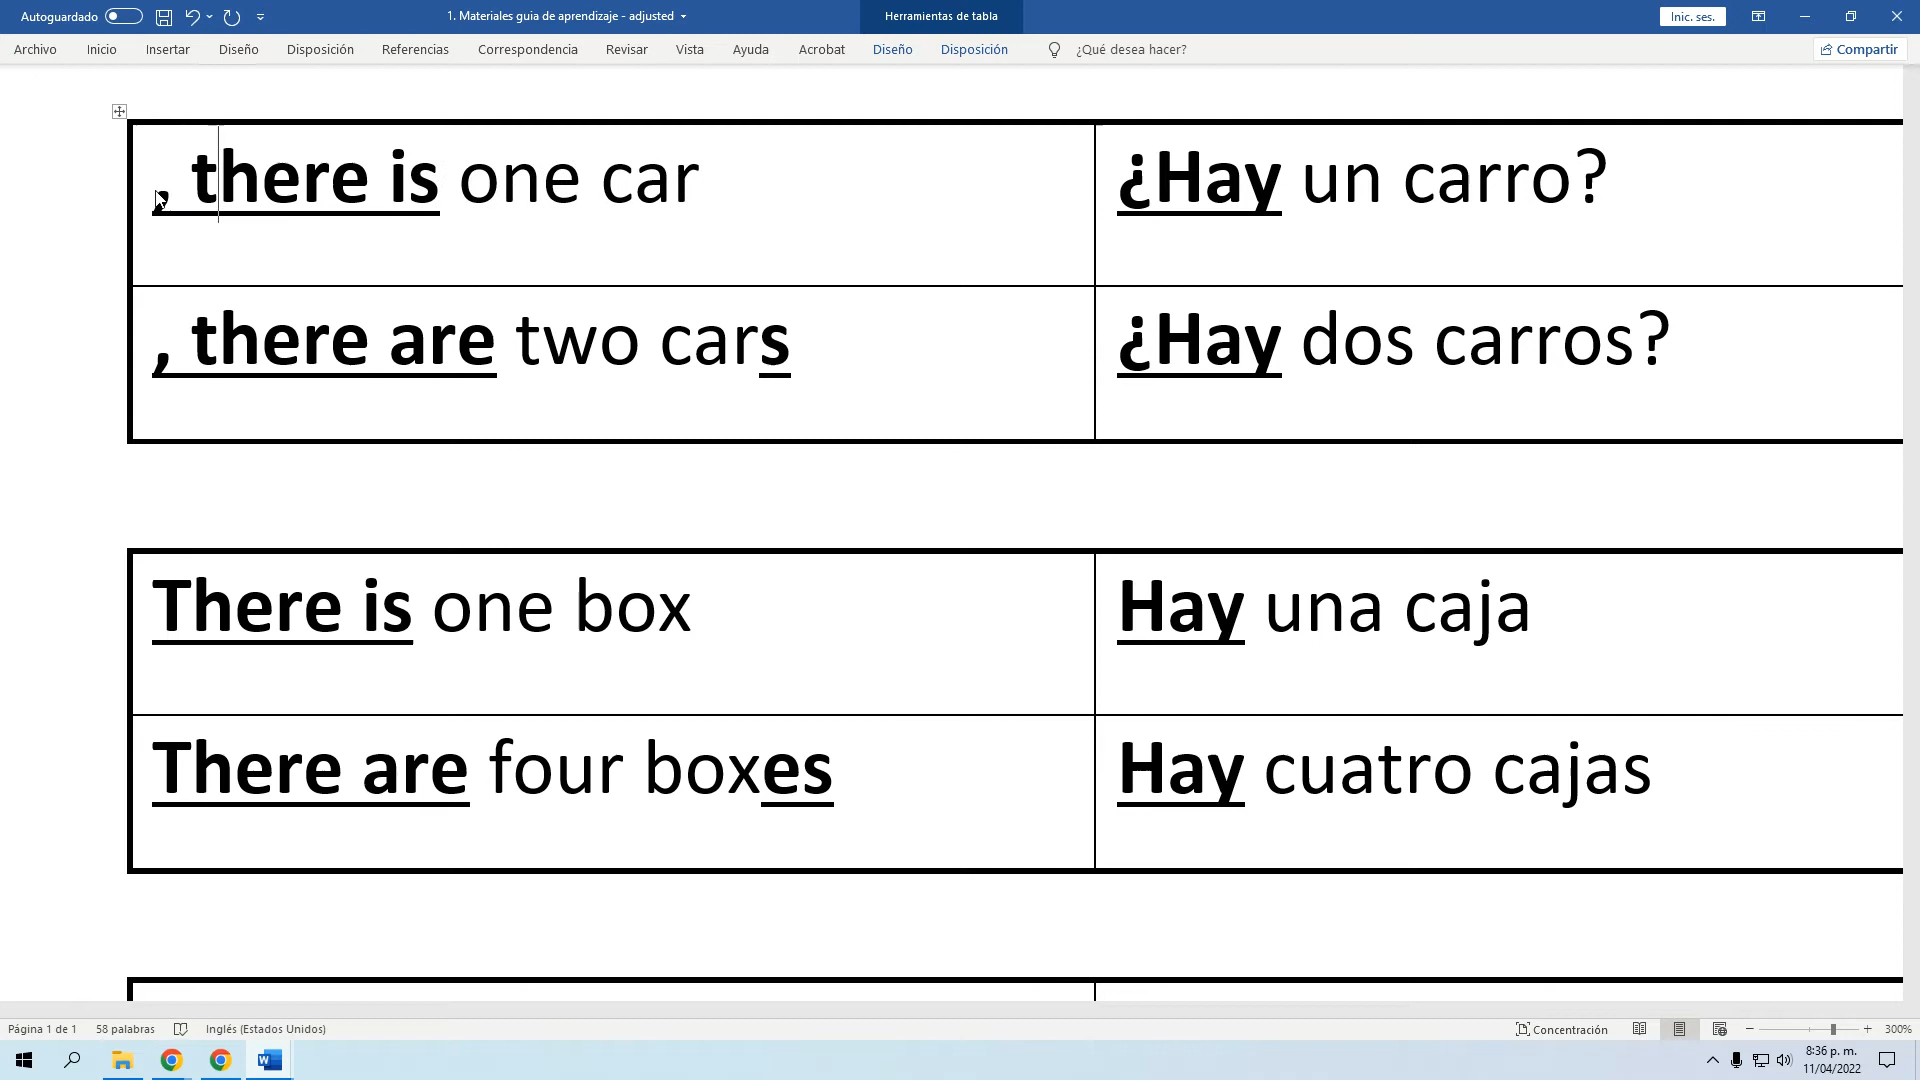 Autoguardado
1. Materiales guia de aprendizaje - adjusted
Herramientas de tabla
Inic. ses.
Archivo Inicio Insertar Diseño Disposición Referencias Correspondencia Revisar Vista Ayuda Acrobat Diseño Disposición ¿Qué desea hacer? Compartir
, there is one car
¿Hay un carro?
, there are two cars
¿Hay dos carros?
There is one box
Hay una caja
There are four boxes
Hay cuatro cajas
Página 1 de 1 58 palabras Inglés (Estados Unidos) Concentración 300%
W
8:36 p. m.
11/04/2022